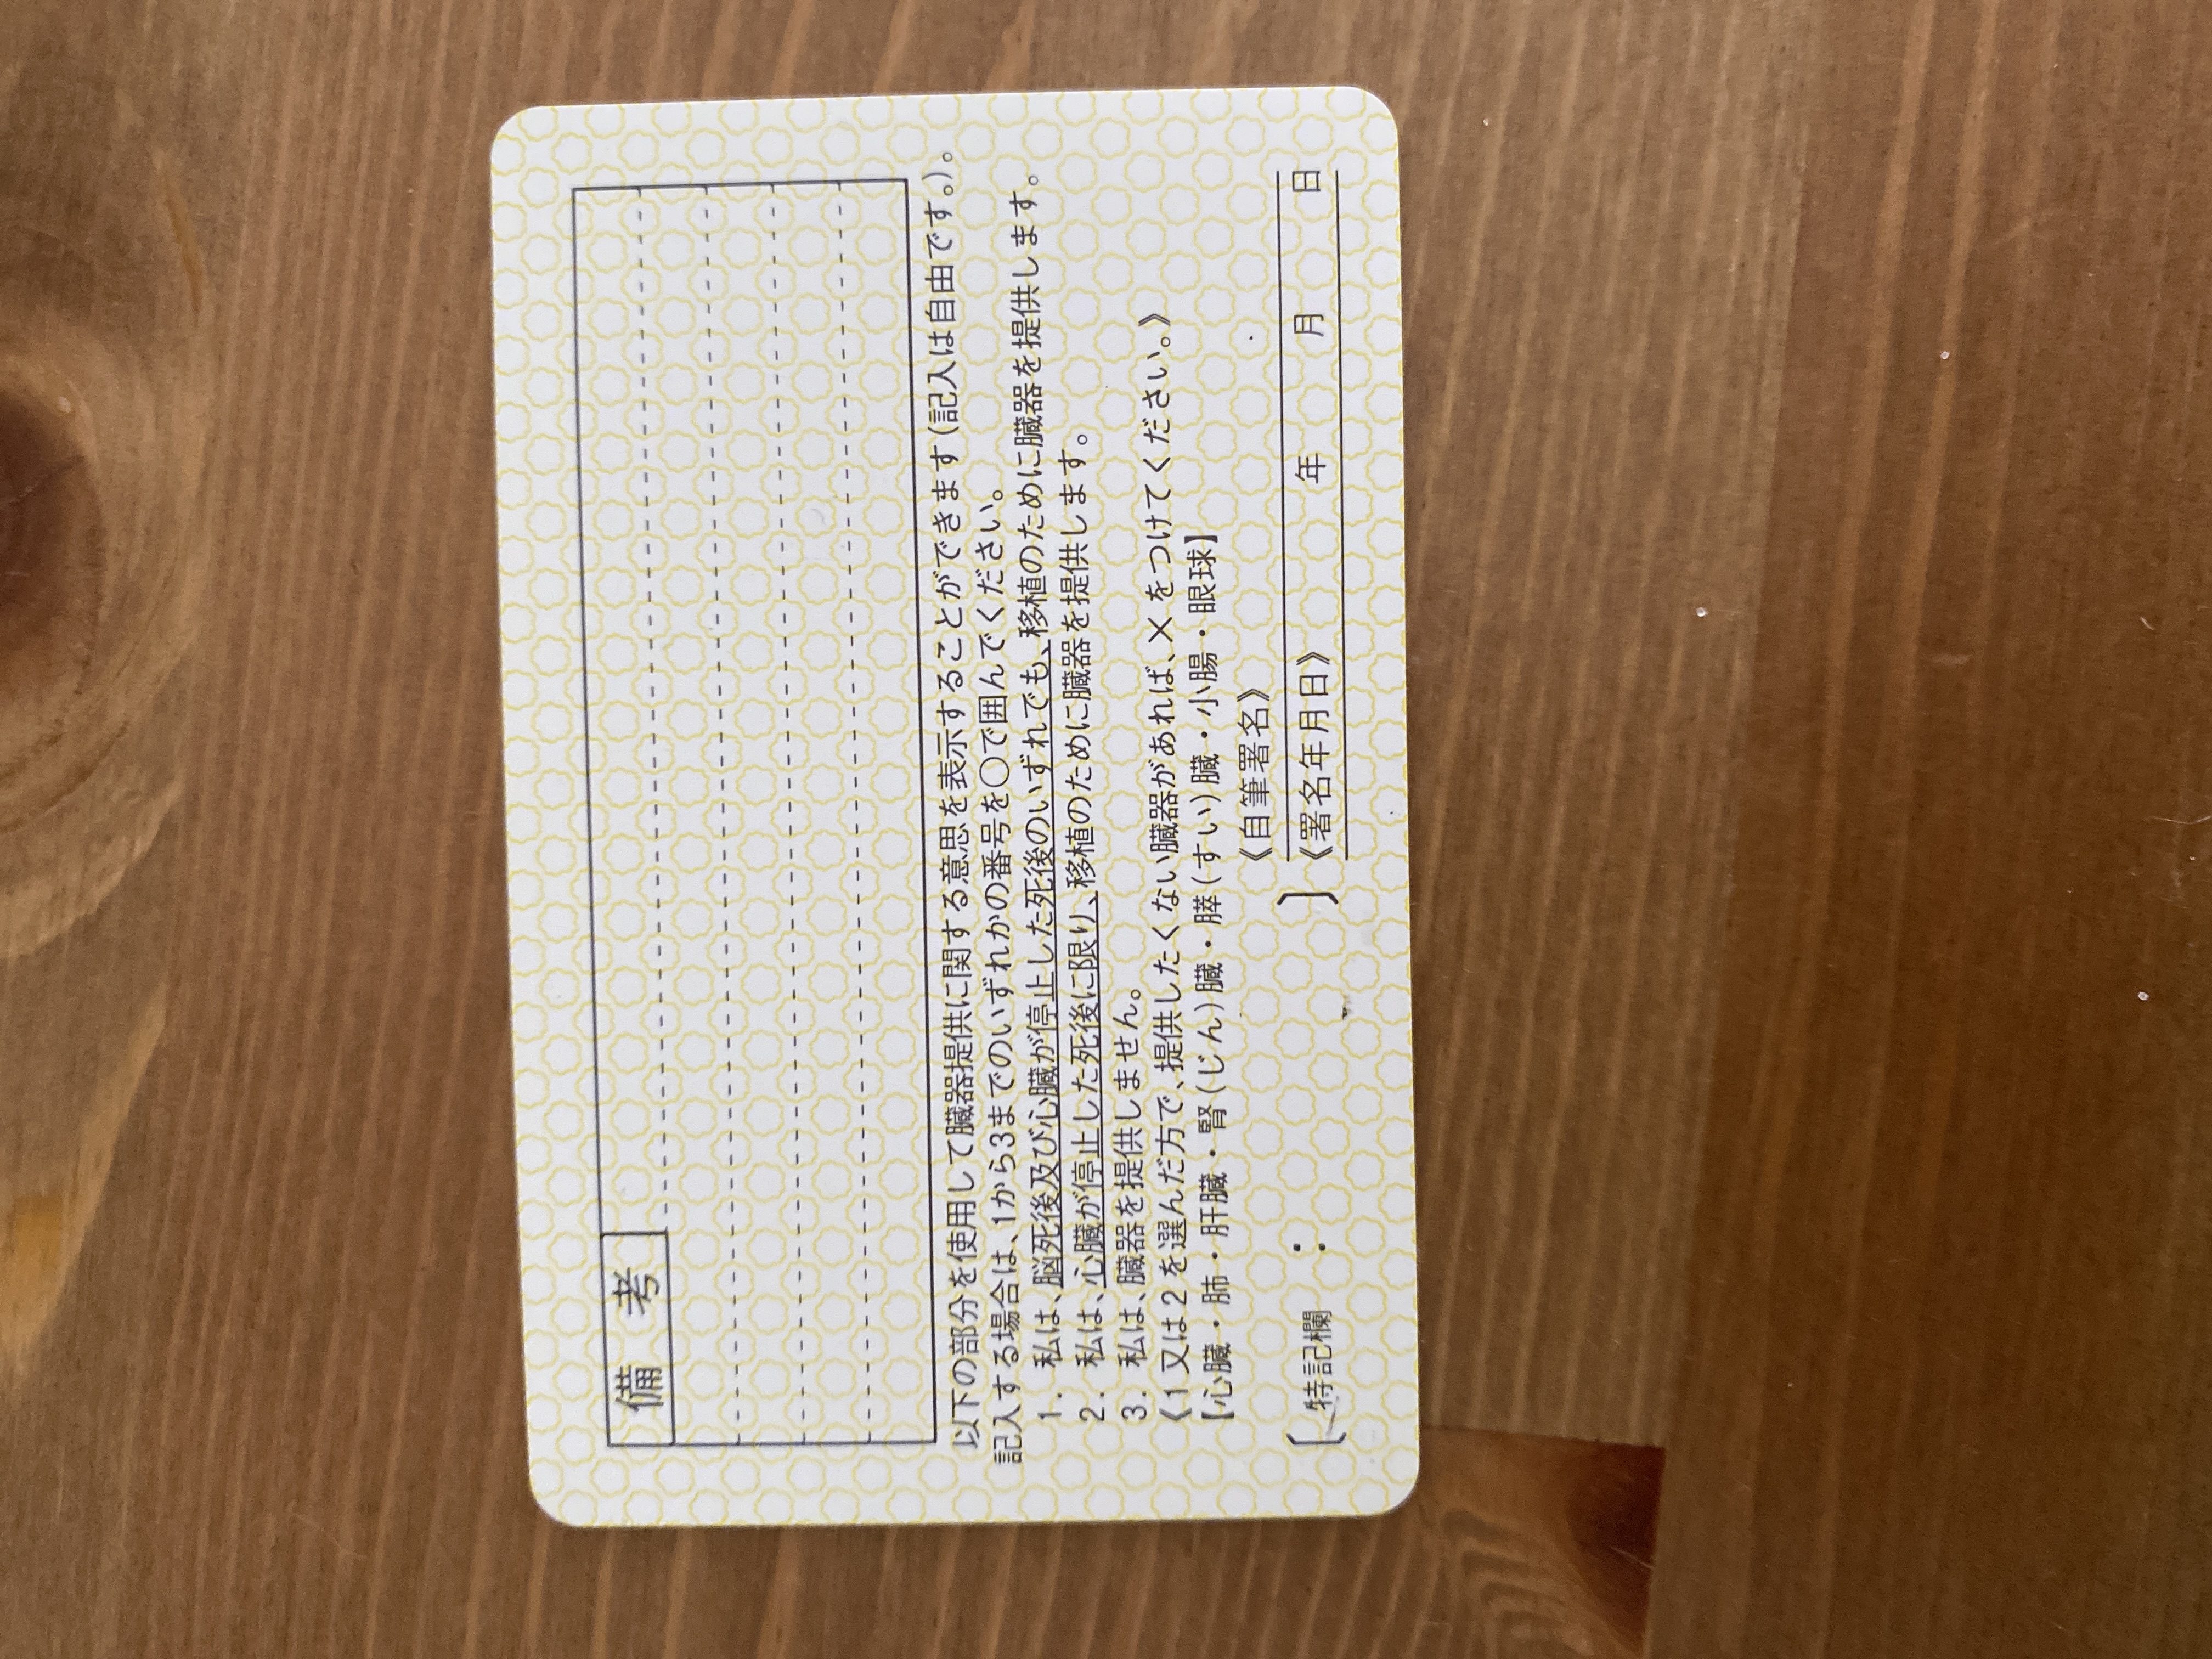 備考
以下の部分を使用して臓器提供に関する意思を表示することができます(記入は自由です。)。
記入する場合は、1から3までのいずれかの番号を○で囲んでください。
1. 私は、脳死後及び心臓が停止した死後のいずれでも、移植のために臓器を提供します。
2. 私は、心臓が停止した死後に限り、移植のために臓器を提供します。
3. 私は、臓器を提供しません。
《1又は2を選んだ方で、提供したくない臓器があれば、×をつけてください。》
【心臓・肺・肝臓・腎(じん)臓・膵(すい)臓・小腸・眼球】
《自筆署名》
〔特記欄 : 〕 《署名年月日》 年 月 日